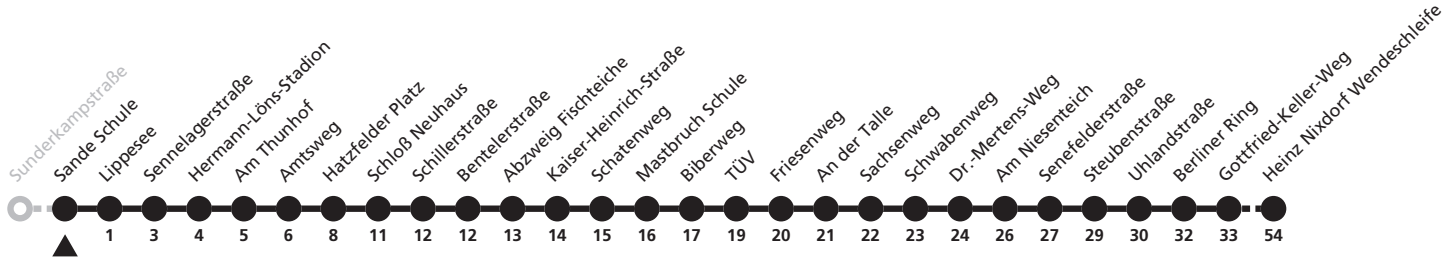 Sunderkampstraße
Sande Schule
Lippesee
Sennelagerstraße
Hermann-Löns-Stadion
Am Thunhof
Amtsweg
Hatzfelder Platz
Schloß Neuhaus
Schillerstraße
Bentelerstraße
Abzweig Fischteiche
Kaiser-Heinrich-Straße
Schatenweg
Mastbruch Schule
Biberweg
TÜV
Friesenweg
An der Talle
Sachsenweg
Schwabenweg
Dr.-Mertens-Weg
Am Niesenteich
Senefelderstraße
Steubenstraße
Uhlandstraße
Berliner Ring
Gottfried-Keller-Weg
Heinz Nixdorf Wendeschleife
1 3 4 5 6 8 11 12 12 13 14 15 16 17 19 20 21 22 23 24 26 27 29 30 32 33 54